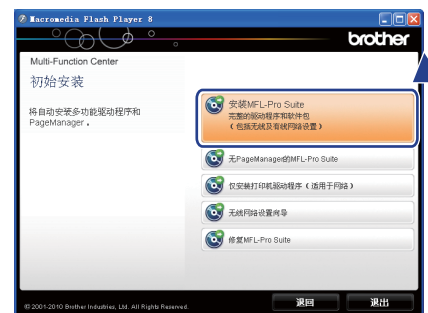 Macromedia Flash Player 8
brother
Multi-Function Center
初始安装
将自动安装多功能驱动程序和
PageManager。
安装MFL-Pro Suite
完整的驱动程序和软件包
(包括无线及有线网络设置)
无PageManager的MFL-Pro Suite
仅安装打印机驱动程序(适用于网络)
无线网络设置向导
修复MFL-Pro Suite
© 2001-2010 Brother Industries, Ltd. All Rights Reserved.
退回
退出